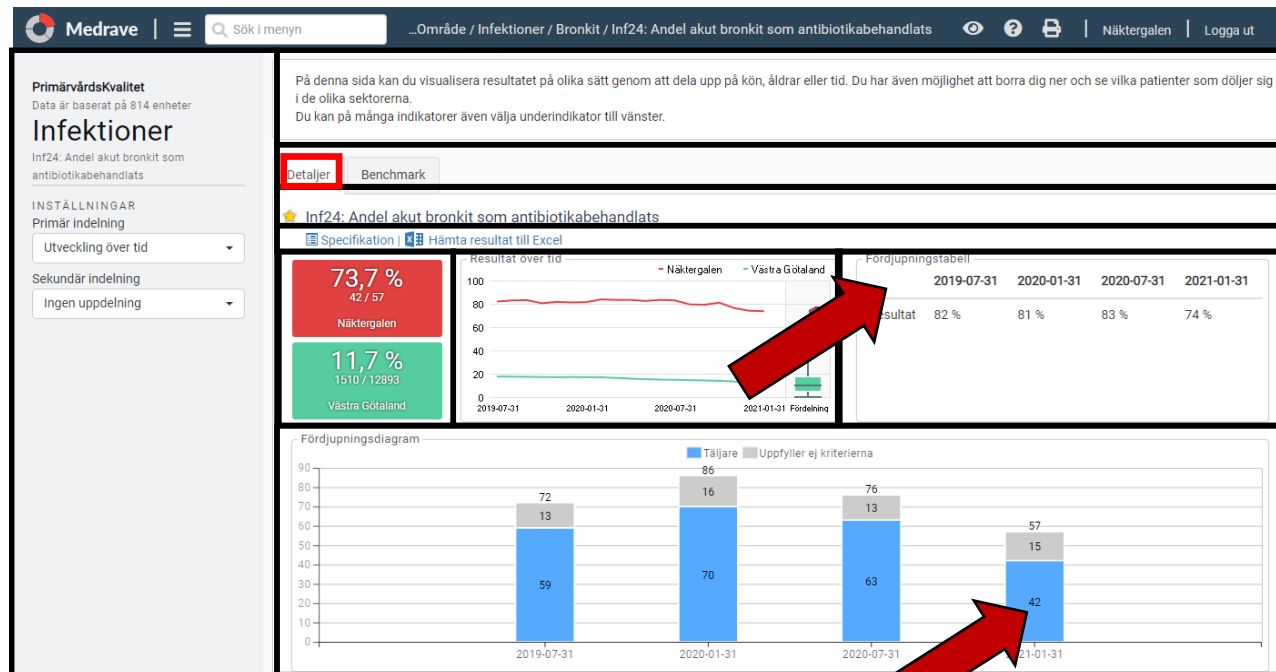 Medrave
Sök i menyn
...Område / Infektioner / Bronkit / Inf24: Andel akut bronkit som antibiotikabehandlats
Näktergalen
Logga ut
PrimärvårdsKvalitet
Data är baserat på 814 enheter
Infektioner
Inf24: Andel akut bronkit som
antibiotikabehandlats
INSTÄLLNINGAR
Primär indelning
Utveckling över tid
Sekundär indelning
Ingen uppdelning
På denna sida kan du visualisera resultatet på olika sätt genom att dela upp på kön, åldrar eller tid. Du har även möjlighet att borra dig ner och se vilka patienter som döljer sig
i de olika sektorerna.
Du kan på många indikatorer även välja underindikator till vänster.
Detaljer
Benchmark
Inf24: Andel akut bronkit som antibiotikabehandlats
Specifikation | Hämta resultat till Excel
73,7 %
42 / 57
Näktergalen
11,7 %
1510 / 12893
Västra Götaland
Resultat över tid
Näktergalen
Västra Götaland
100
80
60
40
20
0
2019-07-31
2020-01-31
2020-07-31
2021-01-31
Fördelning
Fördjupningstabell
2019-07-31 2020-01-31 2020-07-31 2021-01-31
esultat 82 % 81 % 83 % 74 %
Fördjupningsdiagram
Täljare
Uppfyller ej kriterierna
90
80
70
60
50
40
30
20
10
0
72
13
59
86
16
70
76
13
63
57
15
42
2019-07-31
2020-01-31
2020-07-31
21-01-31